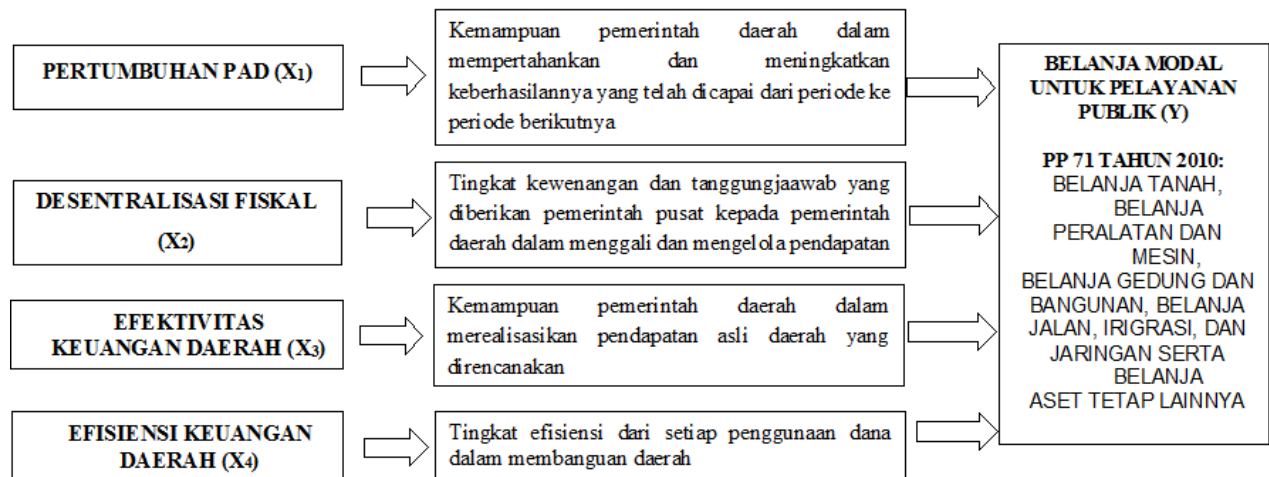 PERTUMBUHAN PAD (X1)
Kemampuan pemerintah daerah dalam
mempertahankan dan meningkatkan
keberhasilannya yang telah dicapai dari periode ke
periode berikutnya
DESENTRALISASI FISKAL
(X2)
Tingkat kewenangan dan tanggungjaawab yang
diberikan pemerintah pusat kepada pemerintah
daerah dalam menggali dan mengelola pendapatan
EFEKTIVITAS
KEUANGAN DAERAH (X3)
Kemampuan pemerintah daerah dalam
merealisasikan pendapatan asli daerah yang
direncanakan
EFISIENSI KEUANGAN
DAERAH (X4)
Tingkat efisiensi dari setiap penggunaan dana
dalam membanguan daerah
BELANJA MODAL
UNTUK PELAYANAN
PUBLIK (Y)
PP 71 TAHUN 2010:
BELANJA TANAH,
BELANJA
PERALATAN DAN
MESIN,
BELANJA GEDUNG DAN
BANGUNAN, BELANJA
JALAN, IRIGRASI, DAN
JARINGAN SERTA
BELANJA
ASET TETAP LAINNYA